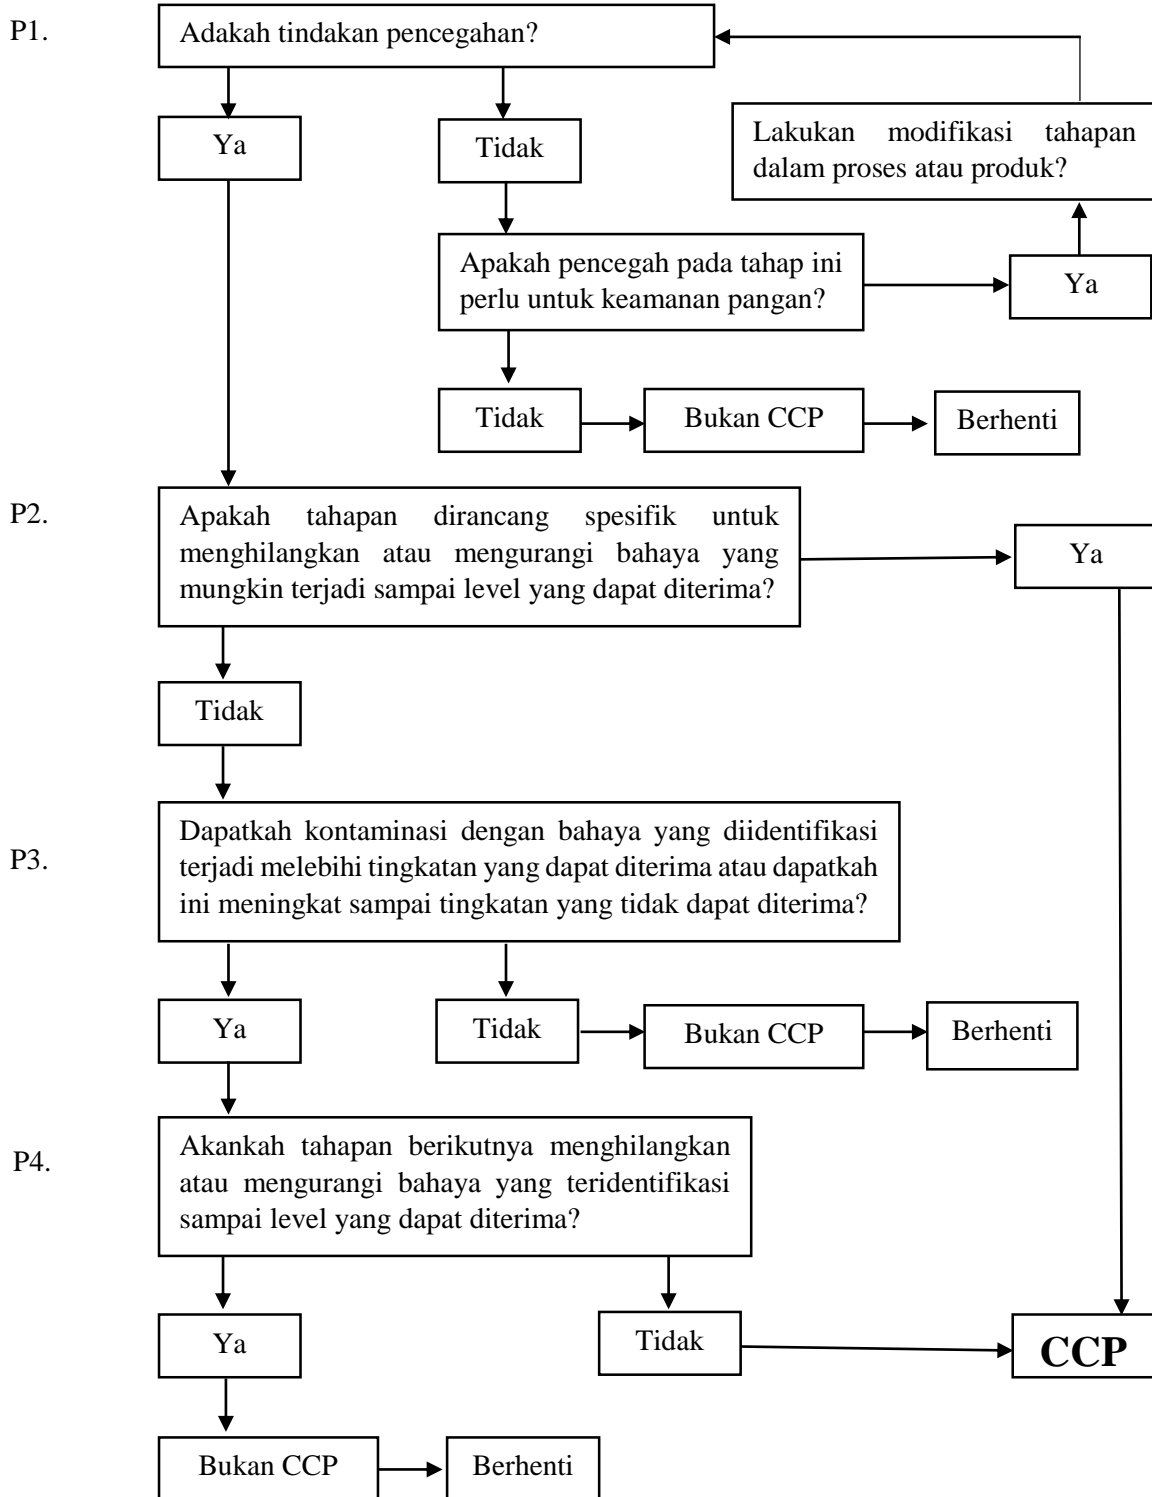 P1.
Adakah tindakan pencegahan?
Ya
Tidak
Lakukan modifikasi tahapan
dalam proses atau produk?
Apakah pencegah pada tahap ini
perlu untuk keamanan pangan?
Ya
Tidak
Bukan CCP
Berhenti
P2.
Apakah tahapan dirancang spesifik untuk
menghilangkan atau mengurangi bahaya yang
mungkin terjadi sampai level yang dapat diterima?
Ya
Tidak
P3.
Dapatkah kontaminasi dengan bahaya yang diidentifikasi
terjadi melebihi tingkatan yang dapat diterima atau dapatkah
ini meningkat sampai tingkatan yang tidak dapat diterima?
Ya
Tidak
Bukan CCP
Berhenti
P4.
Akankah tahapan berikutnya menghilangkan
atau mengurangi bahaya yang teridentifikasi
sampai level yang dapat diterima?
Ya
Tidak
CCP
Bukan CCP
Berhenti